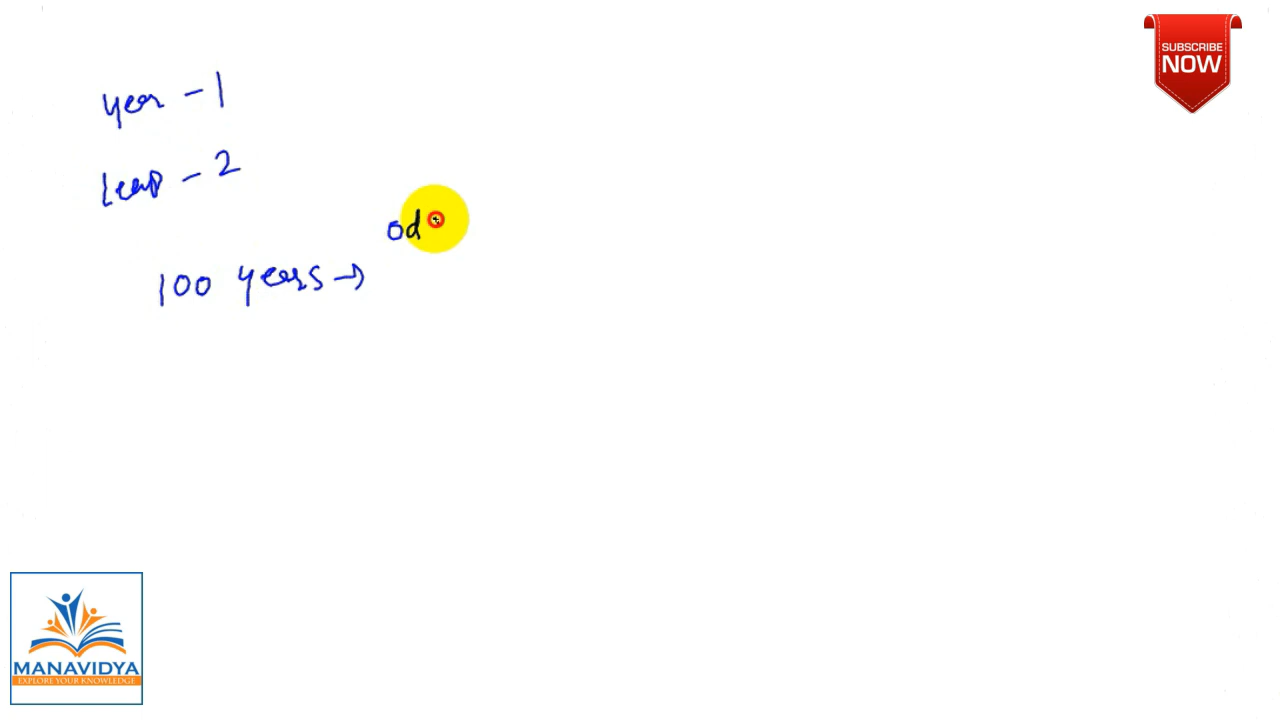 SUBSCRIBE
NOW
year - 1
leap - 2
od
100 years →
MANAVIDYA
EXPLORE YOUR KNOWLEDGE